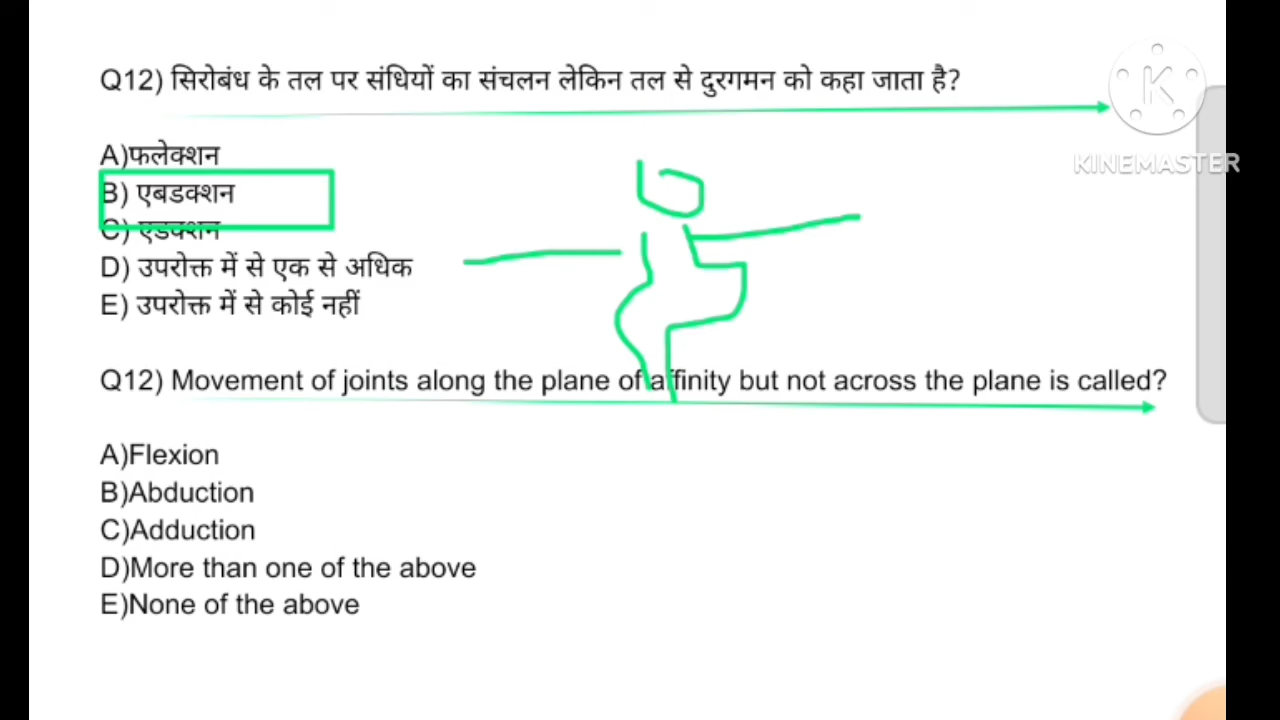 Q12) सिरोबंध के तल पर संधियों का संचलन लेकिन तल से दुरगमन को कहा जाता है?
KINEMASTER
A)फलेक्शन
B) एबडक्शन
C) एडक्शन
D) उपरोक्त में से एक से अधिक
E) उपरोक्त में से कोई नहीं
Q12) Movement of joints along the plane of affinity but not across the plane is called?
A)Flexion
B)Abduction
C)Adduction
D)More than one of the above
E)None of the above